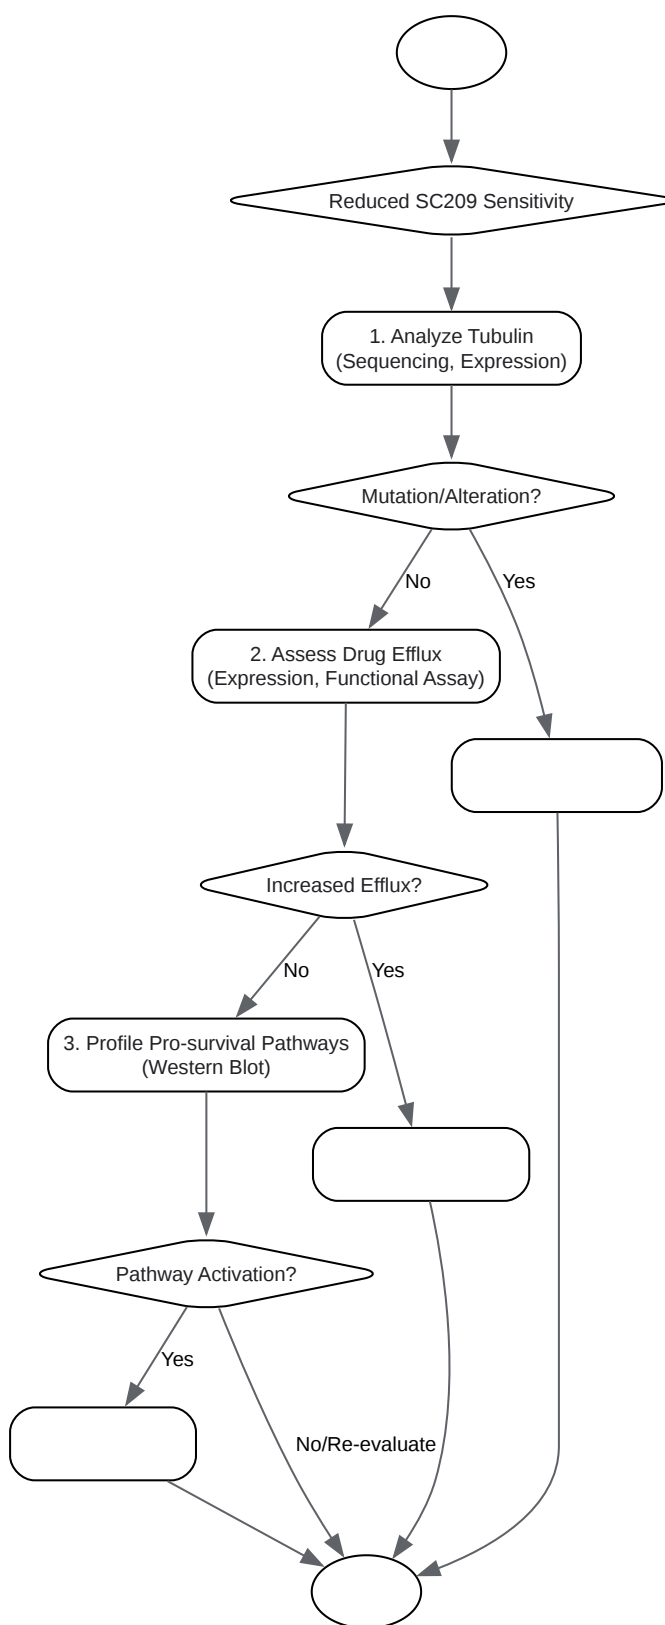 Reduced SC209 Sensitivity
1. Analyze Tubulin
(Sequencing, Expression)
Mutation/Alteration?
No
Yes
2. Assess Drug Efflux
(Expression, Functional Assay)
Increased Efflux?
No
Yes
3. Profile Pro-survival Pathways
(Western Blot)
Pathway Activation?
Yes
No/Re-evaluate